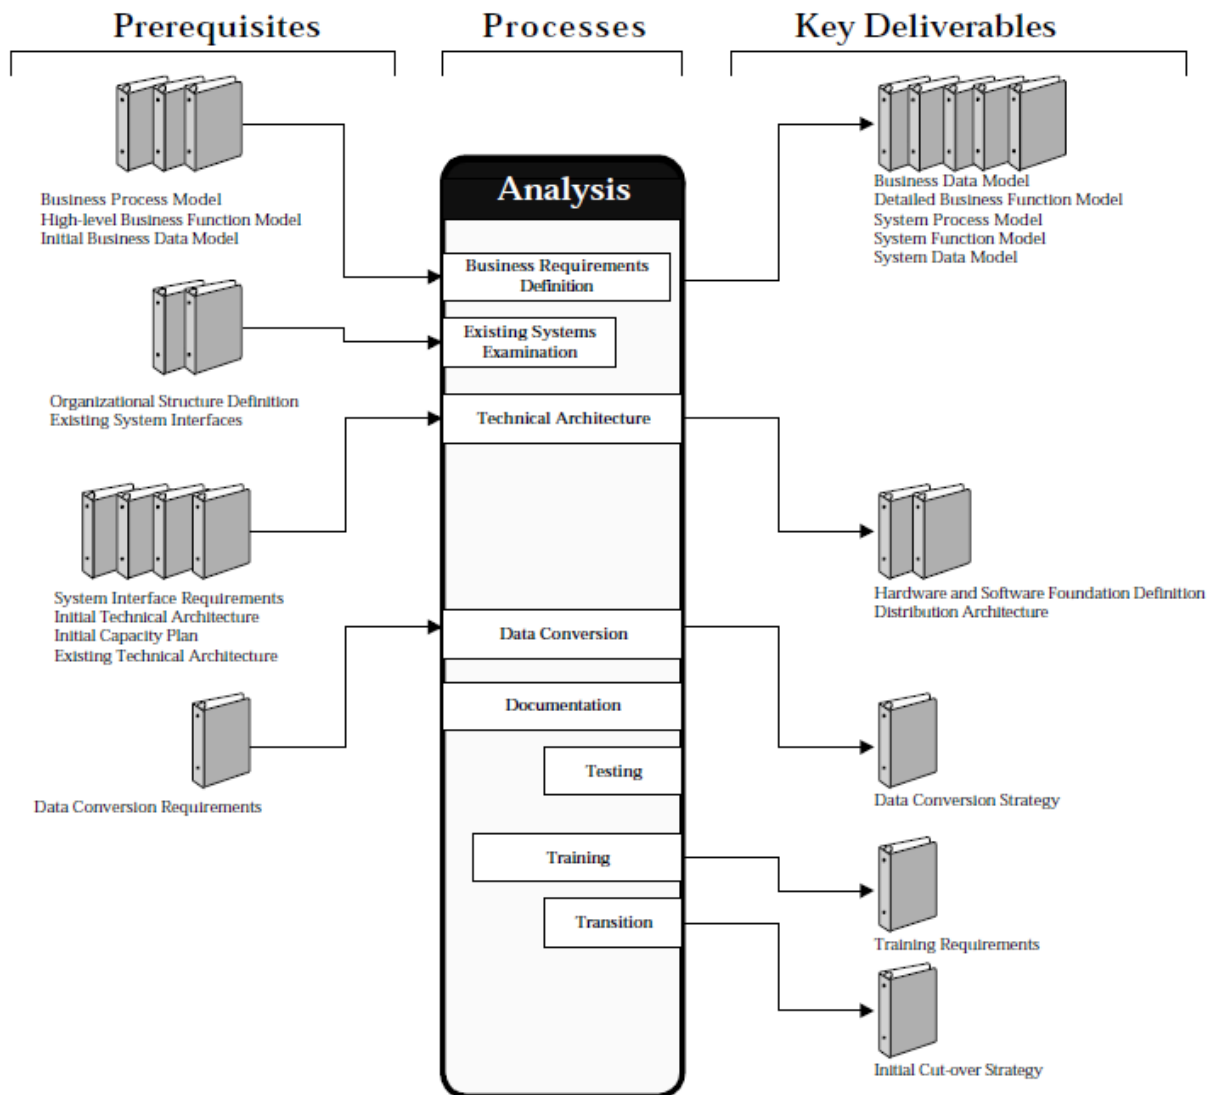 Prerequisites
Processes
Key Deliverables
Business Process Model
High-level Business Function Model
Initial Business Data Model
Organizational Structure Definition
Existing System Interfaces
System Interface Requirements
Initial Technical Architecture
Initial Capacity Plan
Existing Technical Architecture
Data Conversion Requirements
Analysis
Business Requirements
Definition
Existing Systems
Examination
Technical Architecture
Data Conversion
Documentation
Testing
Training
Transition
Business Data Model
Detailed Business Function Model
System Process Model
System Function Model
System Data Model
Hardware and Software Foundation Definition
Distribution Architecture
Data Conversion Strategy
Training Requirements
Initial Cut-over Strategy